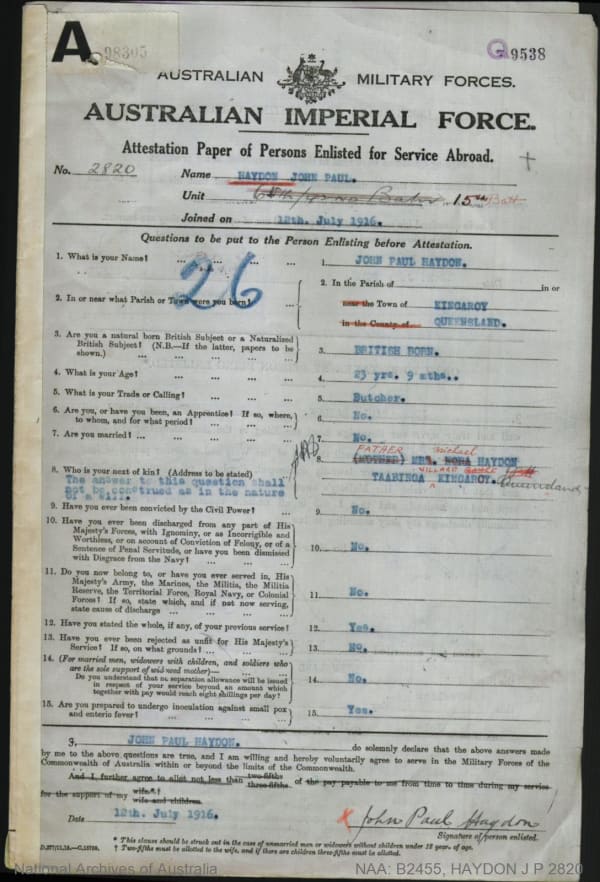 A
98305
9538
AUSTRALIAN MILITARY FORCES.
AUSTRALIAN IMPERIAL FORCE.
Attestation Paper of Persons Enlisted for Service Abroad.
No. 2820 Name HAYDON JOHN PAUL.
Unit 15th Batt
Joined on 12th. July 1916.
Questions to be put to the Person Enlisting before Attestation.
26
1. What is your Name? ... ... ... ... 1. JOHN PAUL HAYDON.
2. In or near what Parish or Town were you born? 2. In the Parish of in or
near the Town of KINGAROY
in the County of QUEENSLAND.
3. Are you a natural born British Subject or a Naturalized
British Subject? (N.B.—If the latter, papers to be
shown.) ... ... ... ... 3. BRITISH BORN.
4. What is your Age? ... ... ... ... 4. 23 yrs. 9 mths..
5. What is your Trade or Calling? ... ... ... 5. Butcher.
6. Are you, or have you been, an Apprentice? If so, where,
to whom, and for what period? ... ... 6. No.
7. Are you married? ... ... ... ... 7. No.
8. Who is your next of kin? (Address to be stated) 8. FATHER Michael
(MOTHER) MRS. NORA HAYDON
VILLAGE
TAABINGA KINGAROY. Queensland
The answer to this question shall
not be construed as in the nature
of a will.
9. Have you ever been convicted by the Civil Power? ... 9. No.
10. Have you ever been discharged from any part of His
Majesty's Forces, with Ignominy, or as Incorrigible and
Worthless, or on account of Conviction of Felony, or of a
Sentence of Penal Servitude, or have you been dismissed
with Disgrace from the Navy? ... ... 10. No.
11. Do you now belong to, or have you ever served in, His
Majesty's Army, the Marines, the Militia, the Militia
Reserve, the Territorial Force, Royal Navy, or Colonial
Forces? If so, state which, and if not now serving,
state cause of discharge ... ... ... 11. No.
12. Have you stated the whole, if any, of your previous service? 12. Yes.
13. Have you ever been rejected as unfit for His Majesty's
Service? If so, on what grounds? ... ... ... 13. No.
14. (For married men, widowers with children, and soldiers who
are the sole support of widowed mother)—
Do you understand that no separation allowance will be issued
in respect of your service beyond an amount which
together with pay would reach eight shillings per day? 14. No.
15. Are you prepared to undergo inoculation against small pox
and enteric fever? ... ... ... 15. Yes.
I, JOHN PAUL HAYDON. do solemnly declare that the above answers made
by me to the above questions are true, and I am willing and hereby voluntarily agree to serve in the Military Forces of the
Commonwealth of Australia within or beyond the limits of the Commonwealth.
And I further agree to allot not less than two-fifths three-fifths of the pay payable to me from time to time during my service
for the support of my wife.*† wife and children.
Date 12th. July 1916. x John Paul Haydon
Signature of person enlisted.
* This clause should be struck out in the case of unmarried men or widowers without children under 18 year. of age.
† Two-fifths must be allotted to the wife, and if there are children three-fifths must be allotted.
National Archives of Australia NAA: B2455, HAYDON J P 2820